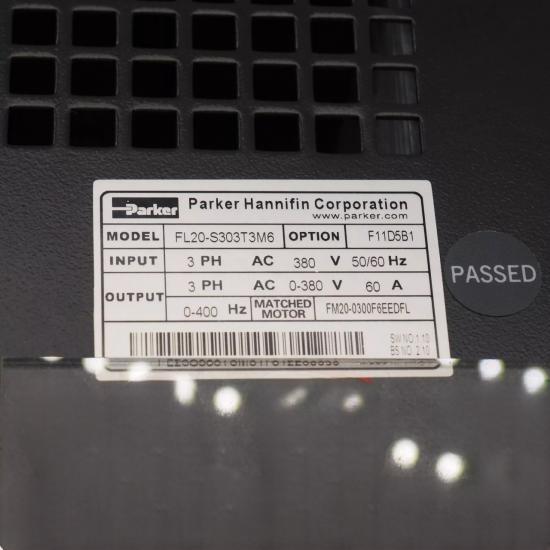 Parker
Parker Hannifin Corporation
www.parker.com
MODEL FL20-S303T3M6 OPTION F11D5B1
INPUT 3 PH AC 380 V 50/60 Hz
OUTPUT 3 PH AC 0-380 V 60 A
0-400 Hz MATCHED MOTOR FM20-0300F6EEDFL
SW NO. 1.10
BS NO. 2.10
PASSED